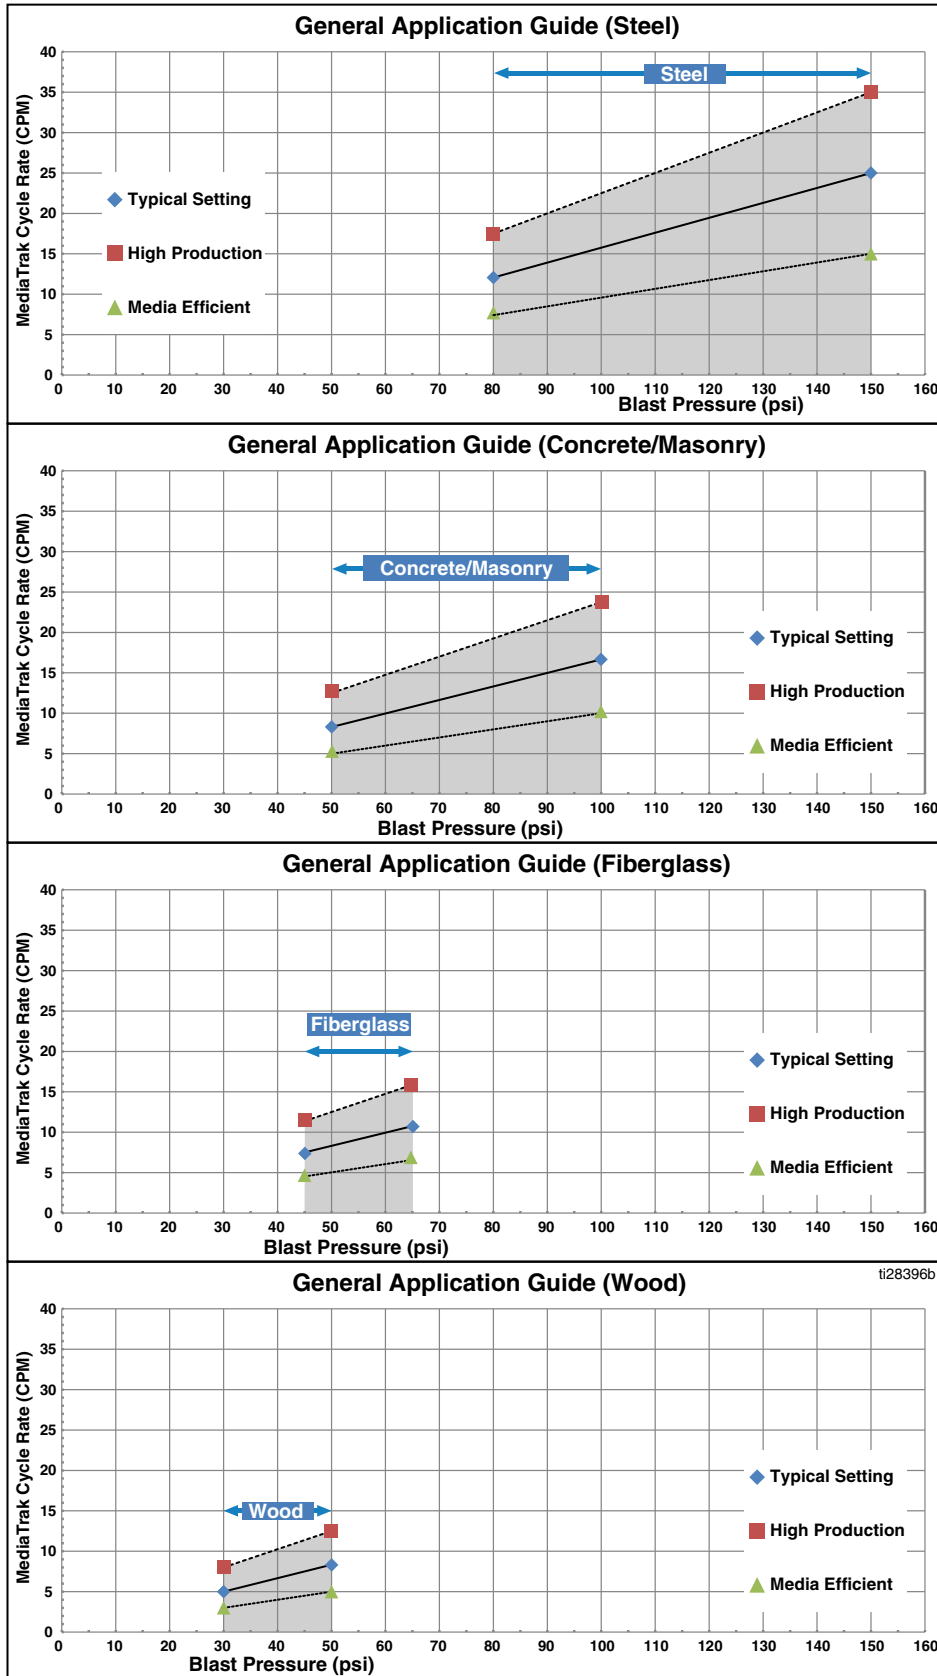 General Application Guide (Steel)
MediaTrak Cycle Rate (CPM)
40
35
30
25
20
15
10
5
0
Steel
Typical Setting
High Production
Media Efficient
0 10 20 30 40 50 60 70 80 90 100 110 120 130 140 150 160
Blast Pressure (psi)
General Application Guide (Concrete/Masonry)
MediaTrak Cycle Rate (CPM)
40
35
30
25
20
15
10
5
0
Concrete/Masonry
Typical Setting
High Production
Media Efficient
0 10 20 30 40 50 60 70 80 90 100 110 120 130 140 150 160
Blast Pressure (psi)
General Application Guide (Fiberglass)
MediaTrak Cycle Rate (CPM)
40
35
30
25
20
15
10
5
0
Fiberglass
Typical Setting
High Production
Media Efficient
0 10 20 30 40 50 60 70 80 90 100 110 120 130 140 150 160
Blast Pressure (psi)
ti28396b
General Application Guide (Wood)
MediaTrak Cycle Rate (CPM)
40
35
30
25
20
15
10
5
0
Wood
Typical Setting
High Production
Media Efficient
0 10 20 30 40 50 60 70 80 90 100 110 120 130 140 150 160
Blast Pressure (psi)